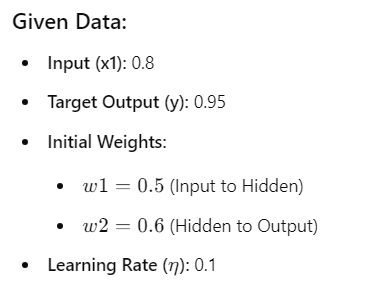 Given Data:
Input (x1): 0.8
Target Output (y): 0.95
Initial Weights:
w1 = 0.5 (Input to Hidden)
w2 = 0.6 (Hidden to Output)
Learning Rate (η): 0.1